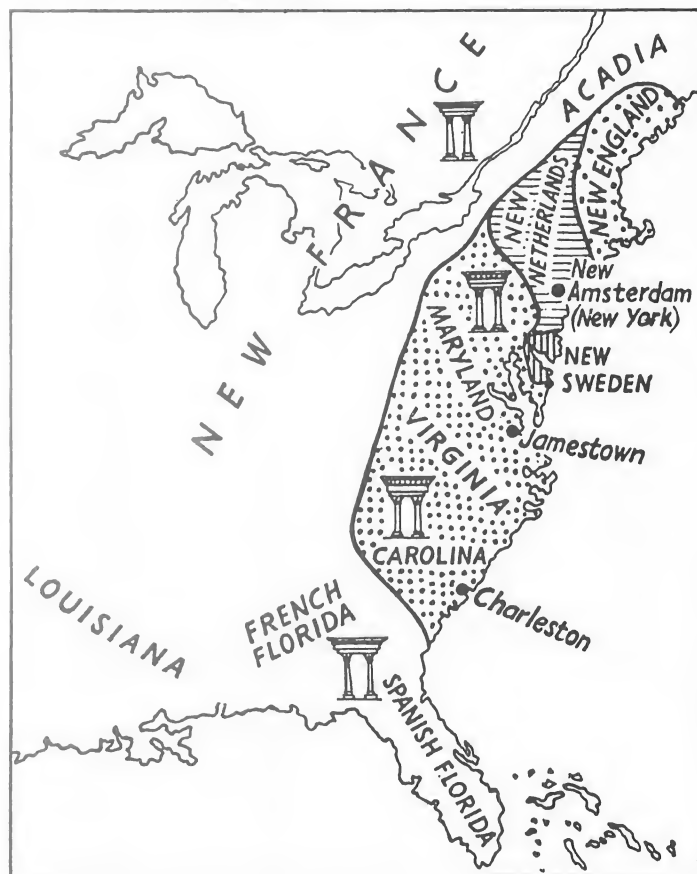 NEW FRANCE
ACADIA
NEW ENGLAND
NEW
NETHERLANDS
New
Amsterdam
(New York)
MARYLAND
NEW
SWEDEN
VIRGINIA
Jamestown
CAROLINA
Charleston
LOUISIANA
FRENCH
FLORIDA
SPANISH FLORIDA